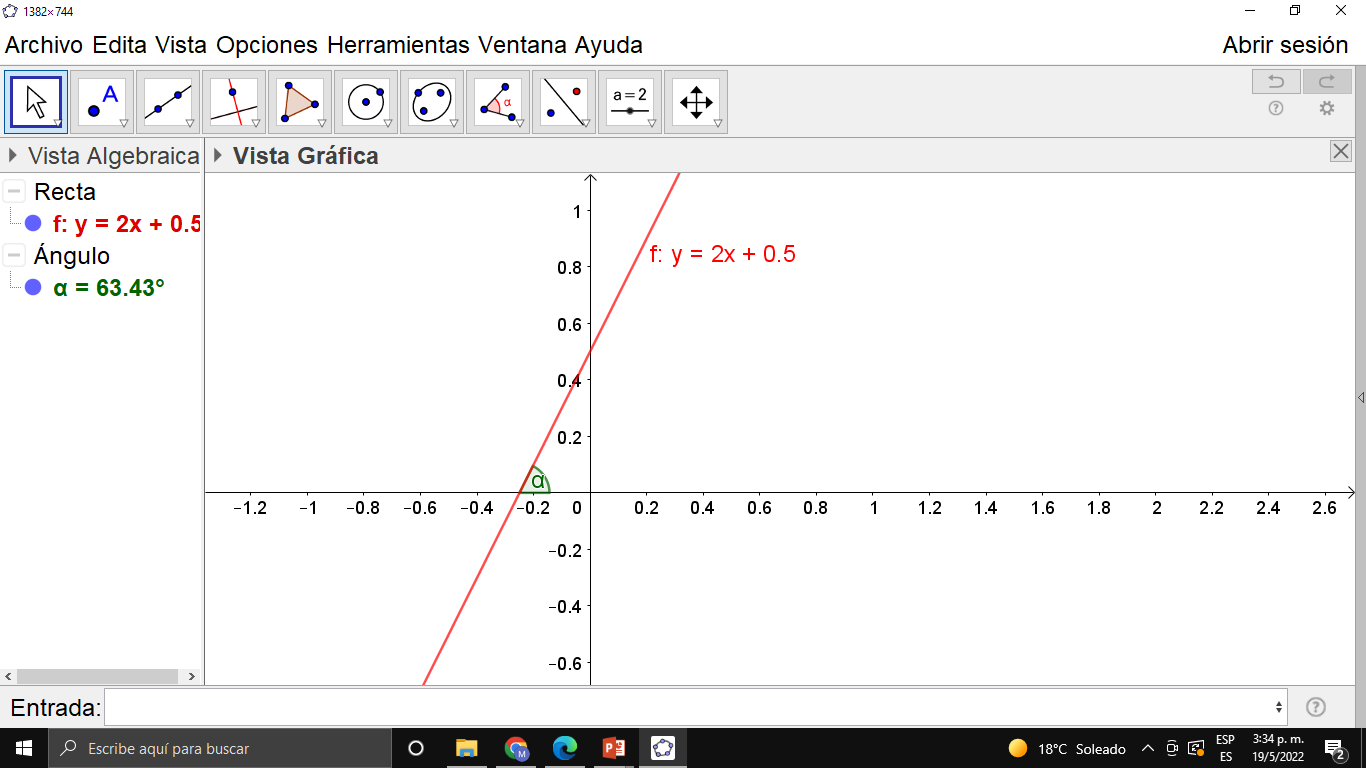 1382×744
Archivo Edita Vista Opciones Herramientas Ventana Ayuda
Abrir sesión
A
α
a = 2
Vista Algebraica
Vista Gráfica
Recta
f: y = 2x + 0.5
Ángulo
α = 63.43°
1
f: y = 2x + 0.5
0.8
0.6
0.4
0.2
α
−1.2 −1 −0.8 −0.6 −0.4 −0.2 0 0.2 0.4 0.6 0.8 1 1.2 1.4 1.6 1.8 2 2.2 2.4 2.6
−0.2
−0.4
−0.6
Entrada:
Escribe aquí para buscar
M
P
18°C Soleado
ESP
ES
3:34 p. m.
19/5/2022
2